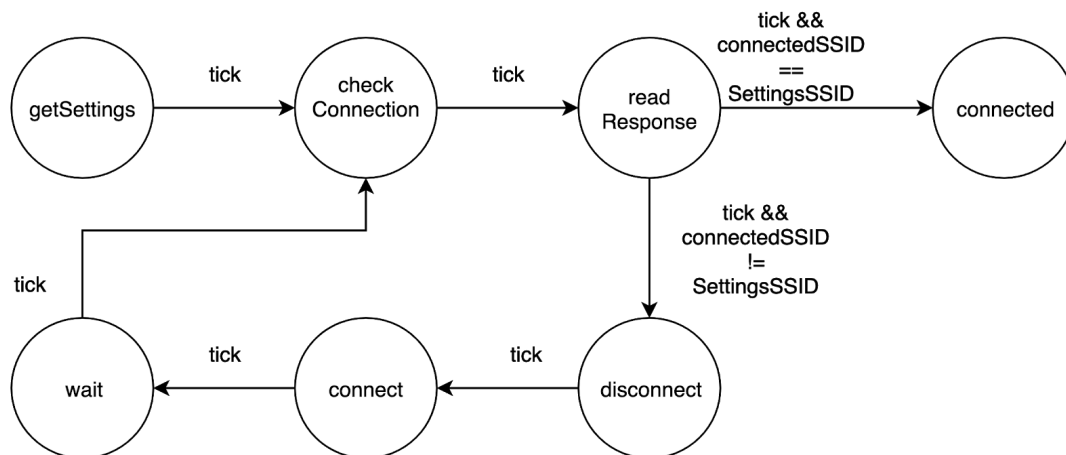 getSettings
tick
check
Connection
tick
read
Response
tick &&
connectedSSID
==
SettingsSSID
connected
tick &&
connectedSSID
!=
SettingsSSID
tick
wait
tick
connect
tick
disconnect